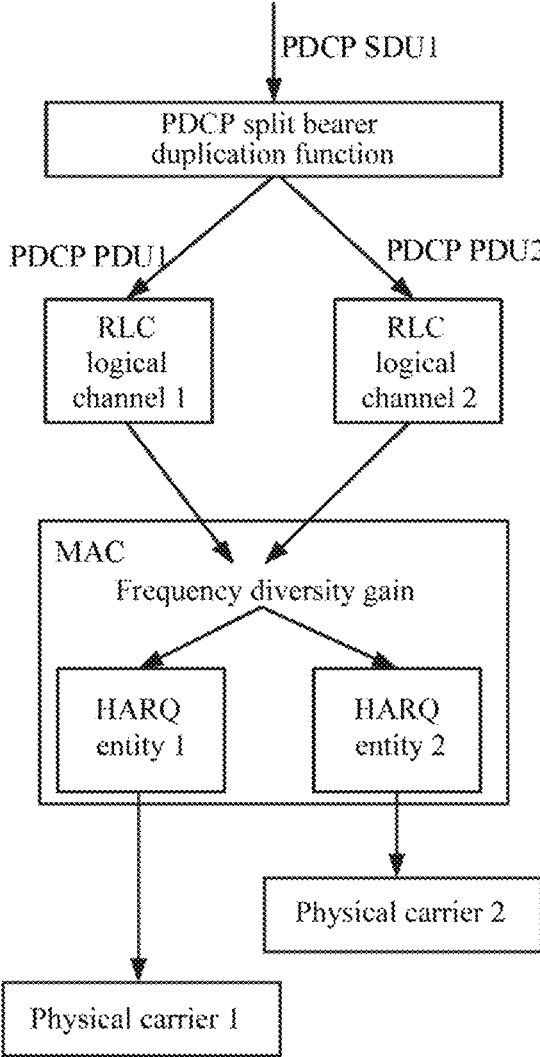 PDCP SDU1
PDCP split bearer
duplication function
PDCP PDU1
PDCP PDU2
RLC
logical
channel 1
RLC
logical
channel 2
MAC
Frequency diversity gain
HARQ
entity 1
HARQ
entity 2
Physical carrier 2
Physical carrier 1